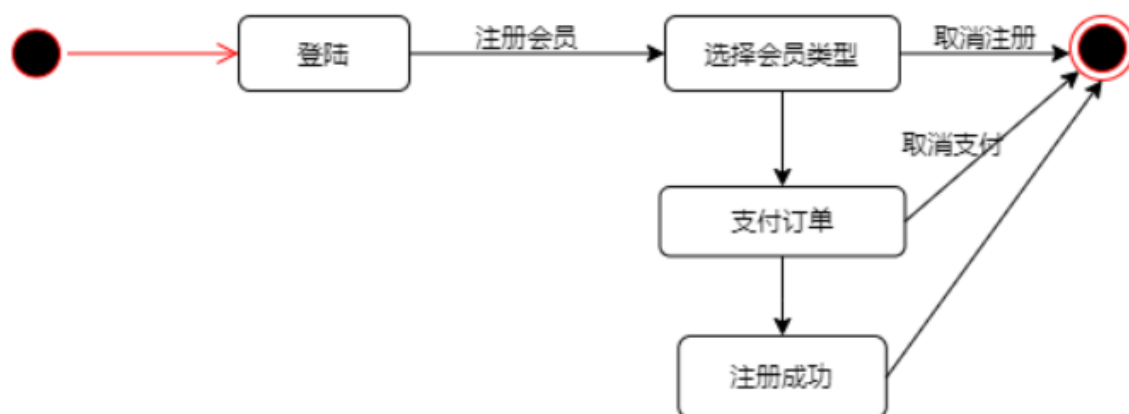 登陆
注册会员
选择会员类型
取消注册
取消支付
支付订单
注册成功